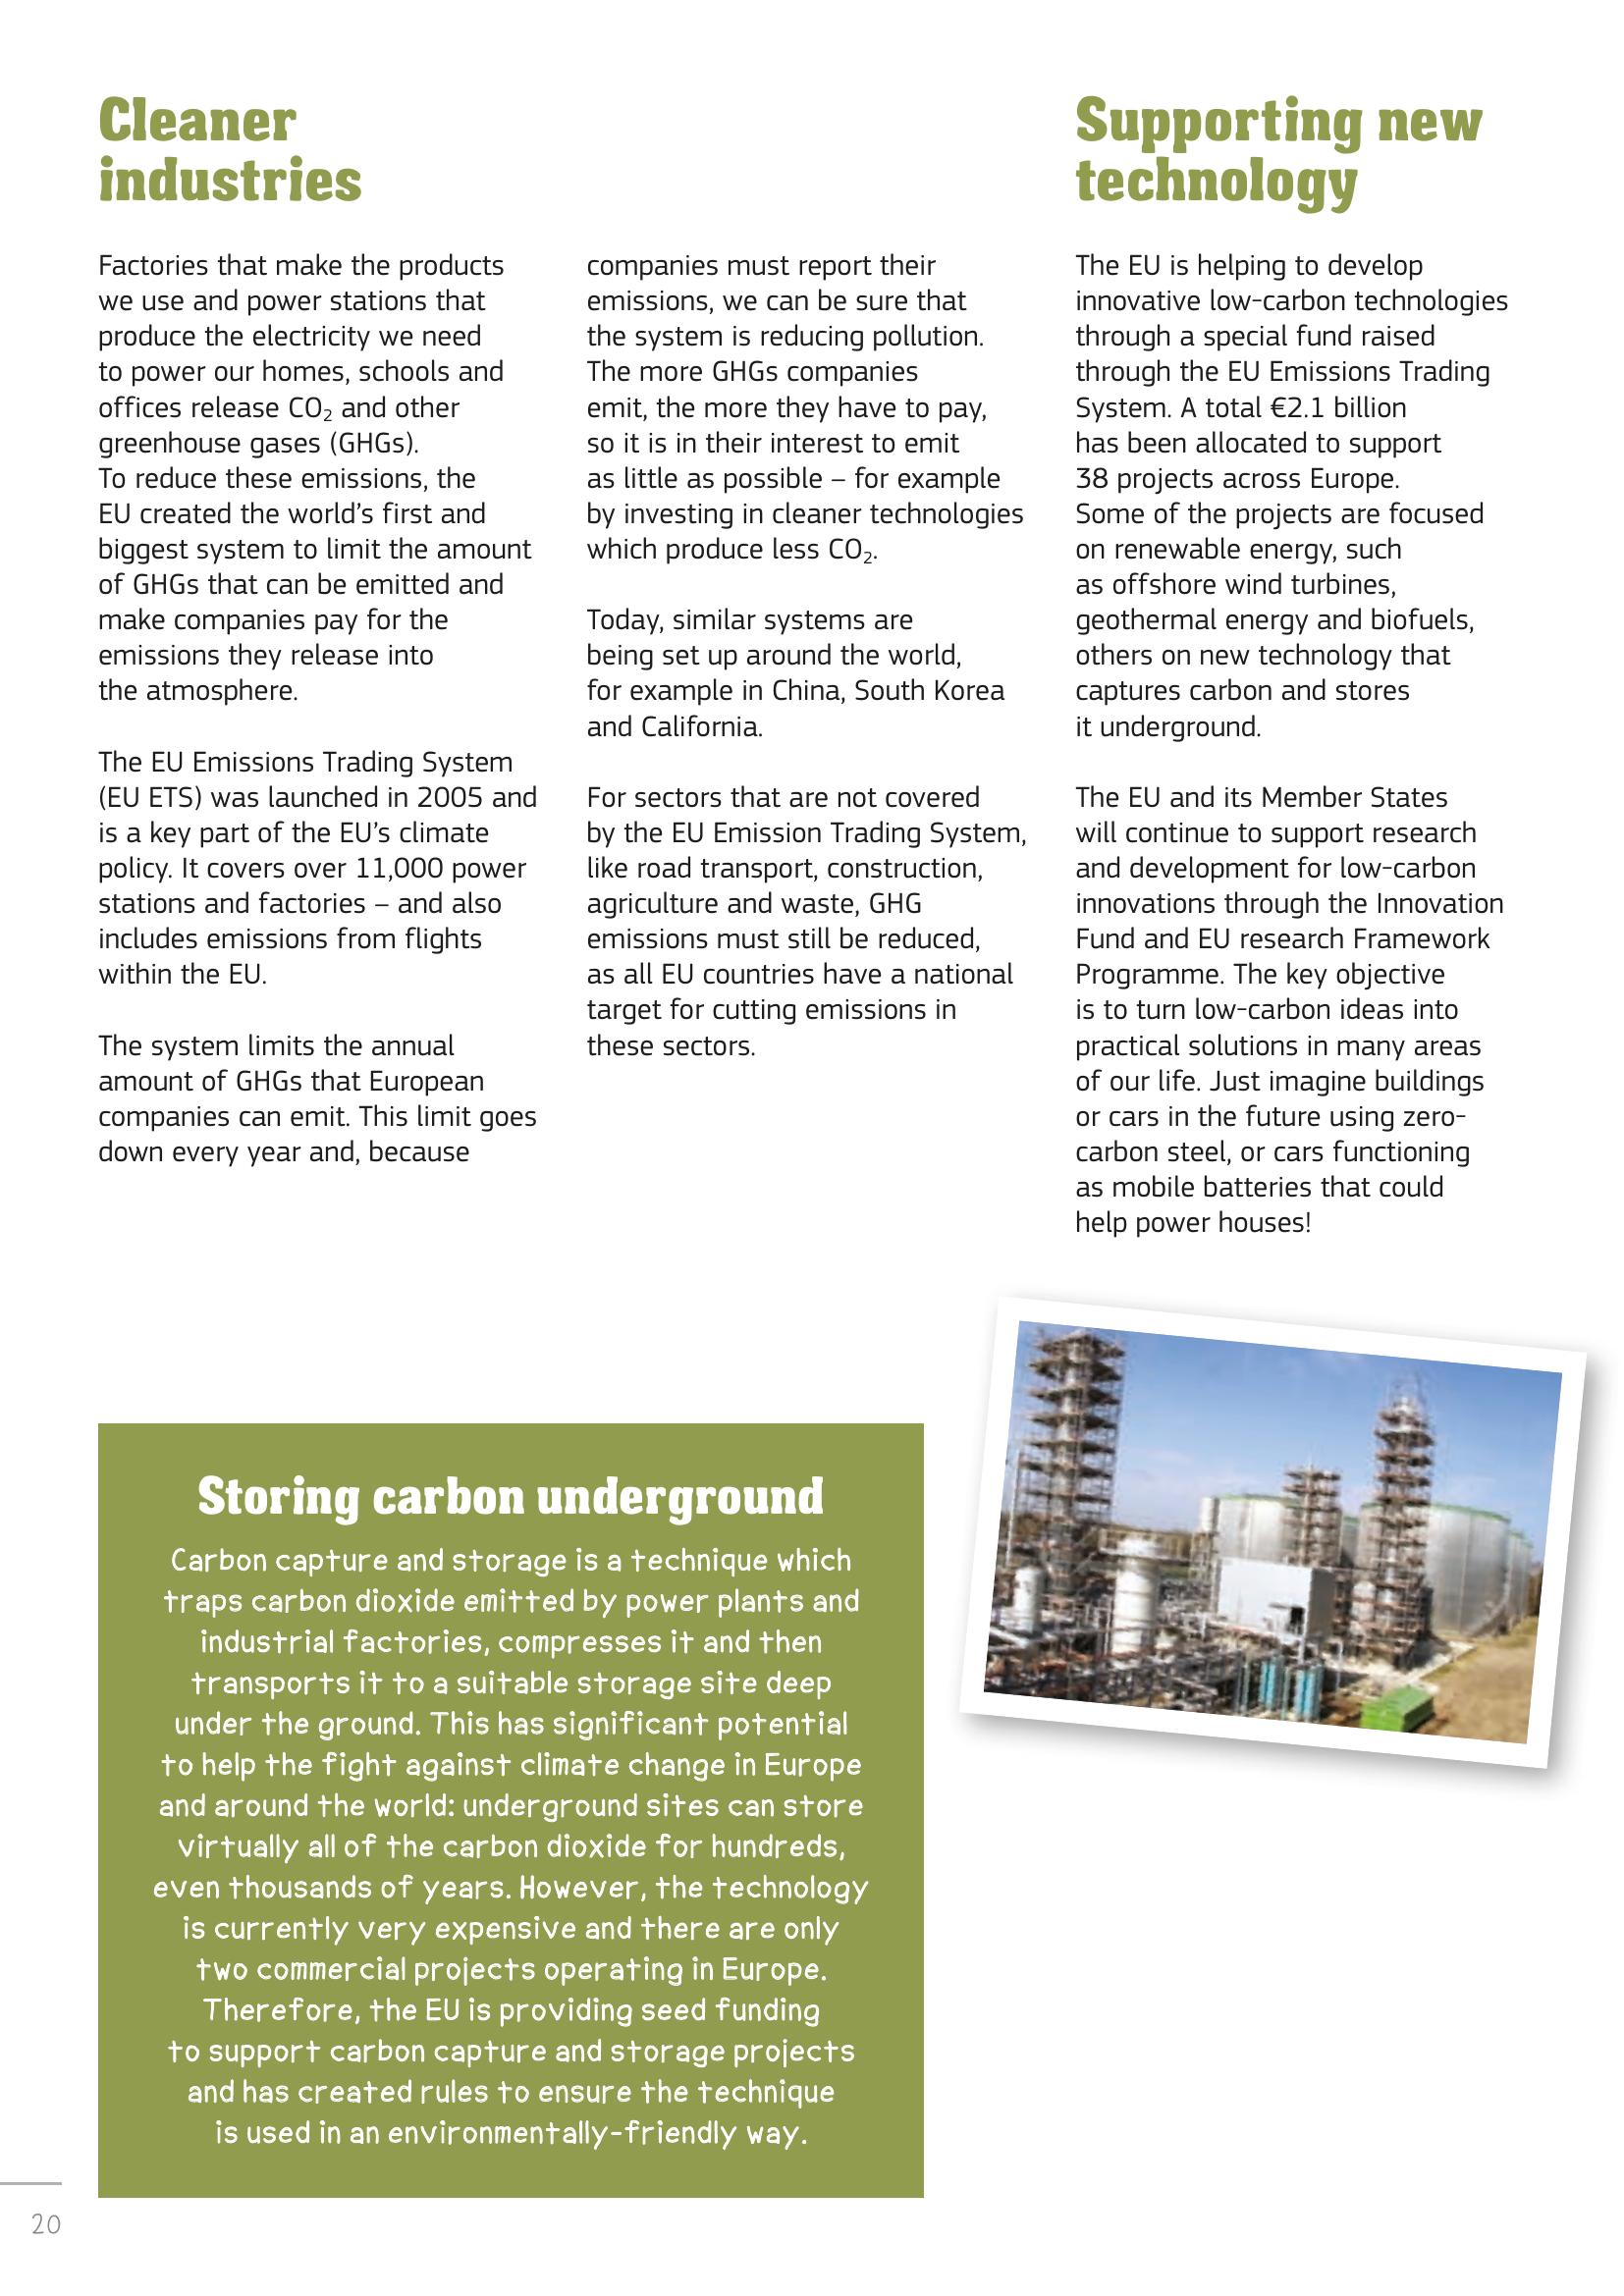 Cleaner
industries
Factories that make the products
we use and power stations that
produce the electricity we need
to power our homes, schools and
offices release CO₂ and other
greenhouse gases (GHGs).
To reduce these emissions, the
EU created the world’s first and
biggest system to limit the amount
of GHGs that can be emitted and
make companies pay for the
emissions they release into
the atmosphere.
The EU Emissions Trading System
(EU ETS) was launched in 2005 and
is a key part of the EU’s climate
policy. It covers over 11,000 power
stations and factories – and also
includes emissions from flights
within the EU.
The system limits the annual
amount of GHGs that European
companies can emit. This limit goes
down every year and, because
companies must report their
emissions, we can be sure that
the system is reducing pollution.
The more GHGs companies
emit, the more they have to pay,
so it is in their interest to emit
as little as possible – for example
by investing in cleaner technologies
which produce less CO₂.
Today, similar systems are
being set up around the world,
for example in China, South Korea
and California.
For sectors that are not covered
by the EU Emission Trading System,
like road transport, construction,
agriculture and waste, GHG
emissions must still be reduced,
as all EU countries have a national
target for cutting emissions in
these sectors.
Supporting new
technology
The EU is helping to develop
innovative low-carbon technologies
through a special fund raised
through the EU Emissions Trading
System. A total €2.1 billion
has been allocated to support
38 projects across Europe.
Some of the projects are focused
on renewable energy, such
as offshore wind turbines,
geothermal energy and biofuels,
others on new technology that
captures carbon and stores
it underground.
The EU and its Member States
will continue to support research
and development for low-carbon
innovations through the Innovation
Fund and EU research Framework
Programme. The key objective
is to turn low-carbon ideas into
practical solutions in many areas
of our life. Just imagine buildings
or cars in the future using zero-
carbon steel, or cars functioning
as mobile batteries that could
help power houses!
Storing carbon underground
Carbon capture and storage is a technique which
traps carbon dioxide emitted by power plants and
industrial factories, compresses it and then
transports it to a suitable storage site deep
under the ground. This has significant potential
to help the fight against climate change in Europe
and around the world: underground sites can store
virtually all of the carbon dioxide for hundreds,
even thousands of years. However, the technology
is currently very expensive and there are only
two commercial projects operating in Europe.
Therefore, the EU is providing seed funding
to support carbon capture and storage projects
and has created rules to ensure the technique
is used in an environmentally-friendly way.
20